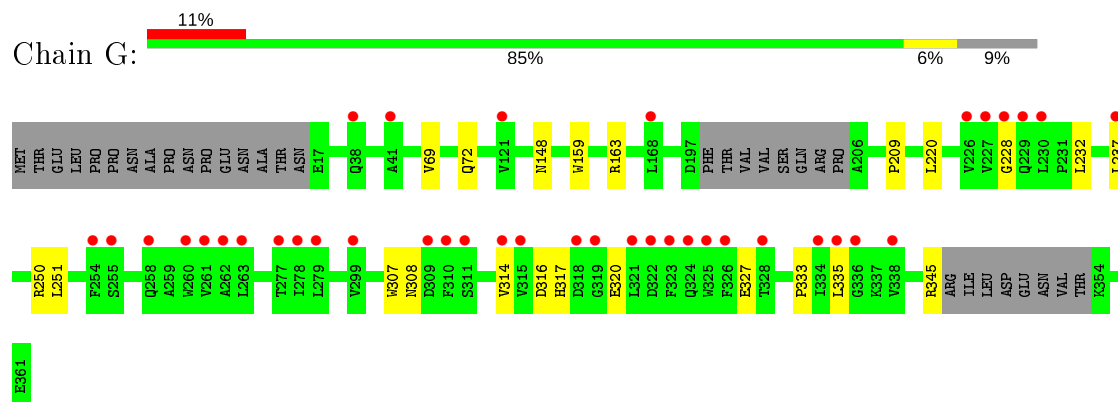 11%
Chain G:
85%
6%
9%
MET THR GLU LEU PRO PRO ASN ALA PRO ASN PRO GLU ASN ALA THR ASN E17 Q38 A41 V69 Q72 V121 N148 W159 R163 L168 D197 PHE THR VAL VAL SER GLN ARG PRO A206 P209 L220 V226 V227 G228 Q229 L230 P231 L232 L237
R250 L251 F254 S255 Q258 A259 W260 V261 A262 L263 T277 I278 L279 V299 W307 N308 D309 F310 S311 V314 V315 D316 H317 D318 G319 E320 L321 D322 F323 Q324 W325 F326 E327 T328 P333 I334 L335 G336 K337 V338 R345 ARG ILE LEU ASP GLU ASN VAL THR K354
E361